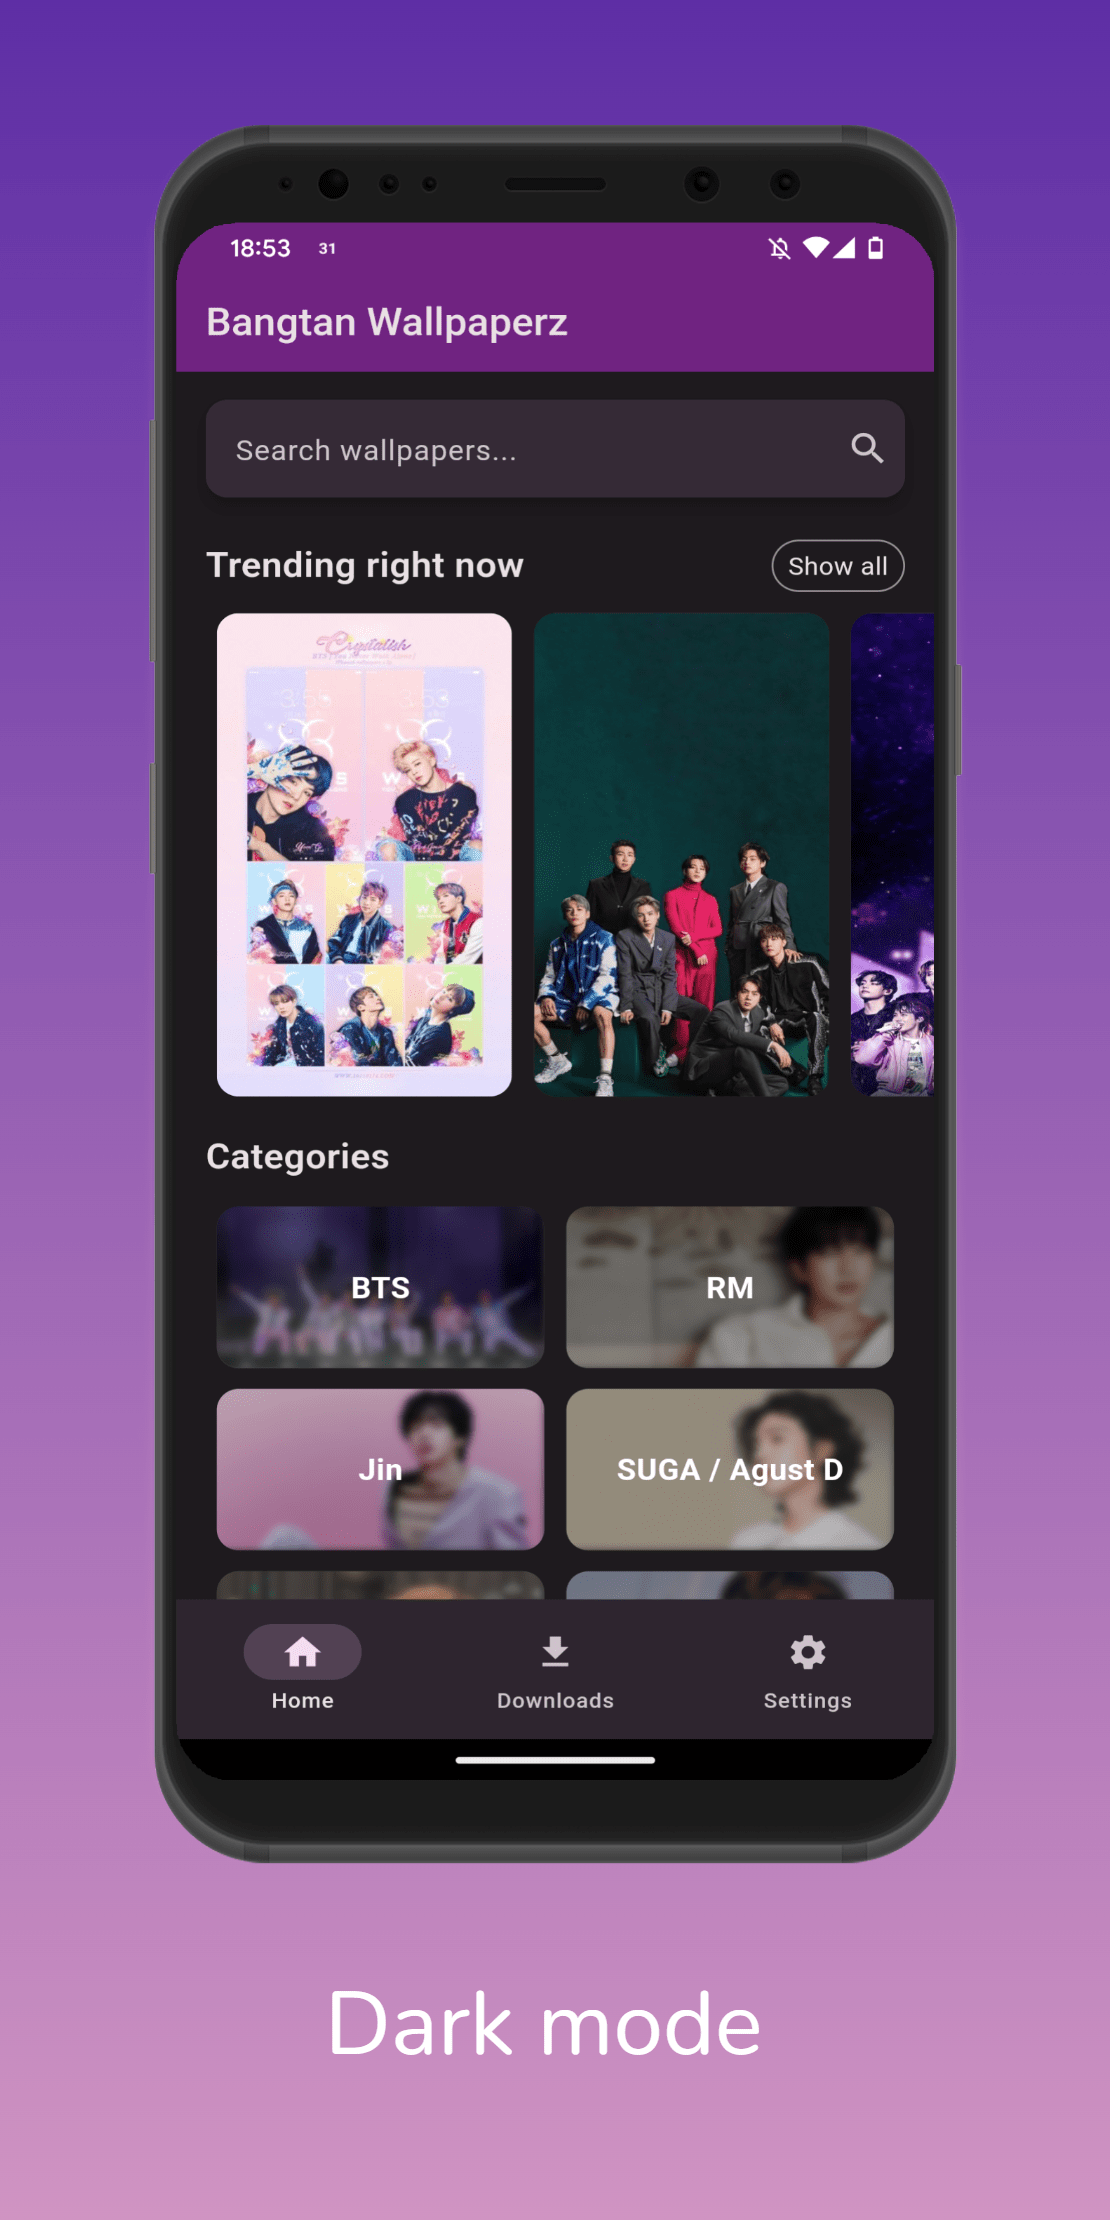 18:53 31
Bangtan Wallpaperz
Search wallpapers...
Trending right now
Show all
Crystalish
Categories
BTS
RM
Jin
SUGA / Agust D
Home
Downloads
Settings
Dark mode